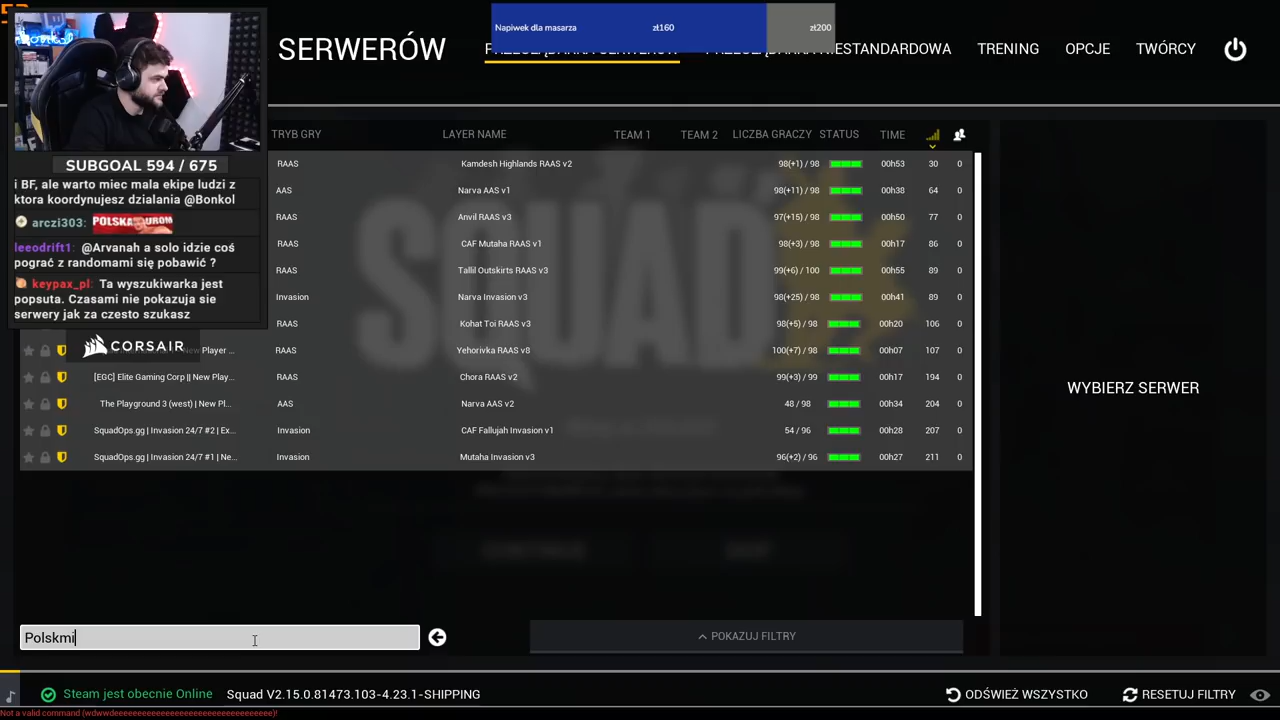 Napiwek dla masarza zł160 zł200
SERWERÓW
TRENING OPCJE TWÓRCY
SUBGOAL 594 / 675
i BF, ale warto miec mala ekipe ludzi z
ktora koordynujesz dzialania @Bonkol
arczi303:
leeodrift1: @Arvanah a solo idzie coś
pograć z randomami się pobawić ?
keypax_pl: Ta wyszukiwarka jest
popsuta. Czasami nie pokazuja sie
serwery jak za czesto szukasz
CORSAIR
TRYB GRY LAYER NAME TEAM 1 TEAM 2 LICZBA GRACZY STATUS TIME
RAAS Kamdesh Highlands RAAS v2 98(+1) / 98 00h53 30 0
AAS Narva AAS v1 98(+11) / 98 00h38 64 0
RAAS Anvil RAAS v3 97(+15) / 98 00h50 77 0
RAAS CAF Mutaha RAAS v1 98(+3) / 98 00h17 86 0
RAAS Tallil Outskirts RAAS v3 99(+6) / 100 00h55 89 0
Invasion Narva Invasion v3 98(+25) / 98 00h41 89 0
RAAS Kohat Toi RAAS v3 98(+5) / 98 00h20 106 0
New Player ... RAAS Yehorivka RAAS v8 100(+7) / 98 00h07 107 0
[EGC] Elite Gaming Corp || New Play... RAAS Chora RAAS v2 99(+3) / 99 00h17 194 0
The Playground 3 (west) | New Pl... AAS Narva AAS v2 48 / 98 00h34 204 0
SquadOps.gg | Invasion 24/7 #2 | Ex... Invasion CAF Fallujah Invasion v1 54 / 96 00h28 207 0
SquadOps.gg | Invasion 24/7 #1 | Ne... Invasion Mutaha Invasion v3 96(+2) / 96 00h27 211 0
SQUAD
WYBIERZ SERWER
Polskmi
POKAZUJ FILTRY
Steam jest obecnie Online Squad V2.15.0.81473.103-4.23.1-SHIPPING
ODŚWIEŻ WSZYSTKO RESETUJ FILTRY